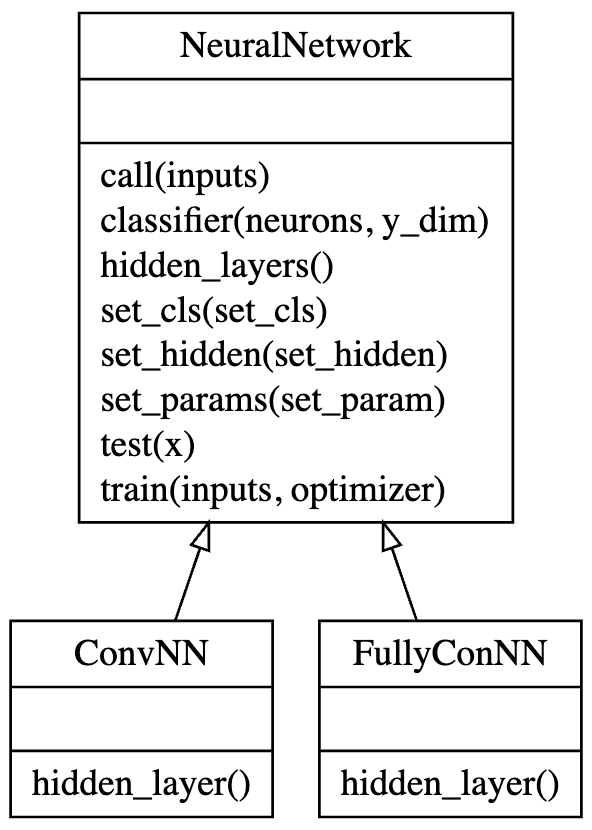 NeuralNetwork
call(inputs)
classifier(neurons, y_dim)
hidden_layers()
set_cls(set_cls)
set_hidden(set_hidden)
set_params(set_param)
test(x)
train(inputs, optimizer)
ConvNN
hidden_layer()
FullyConNN
hidden_layer()